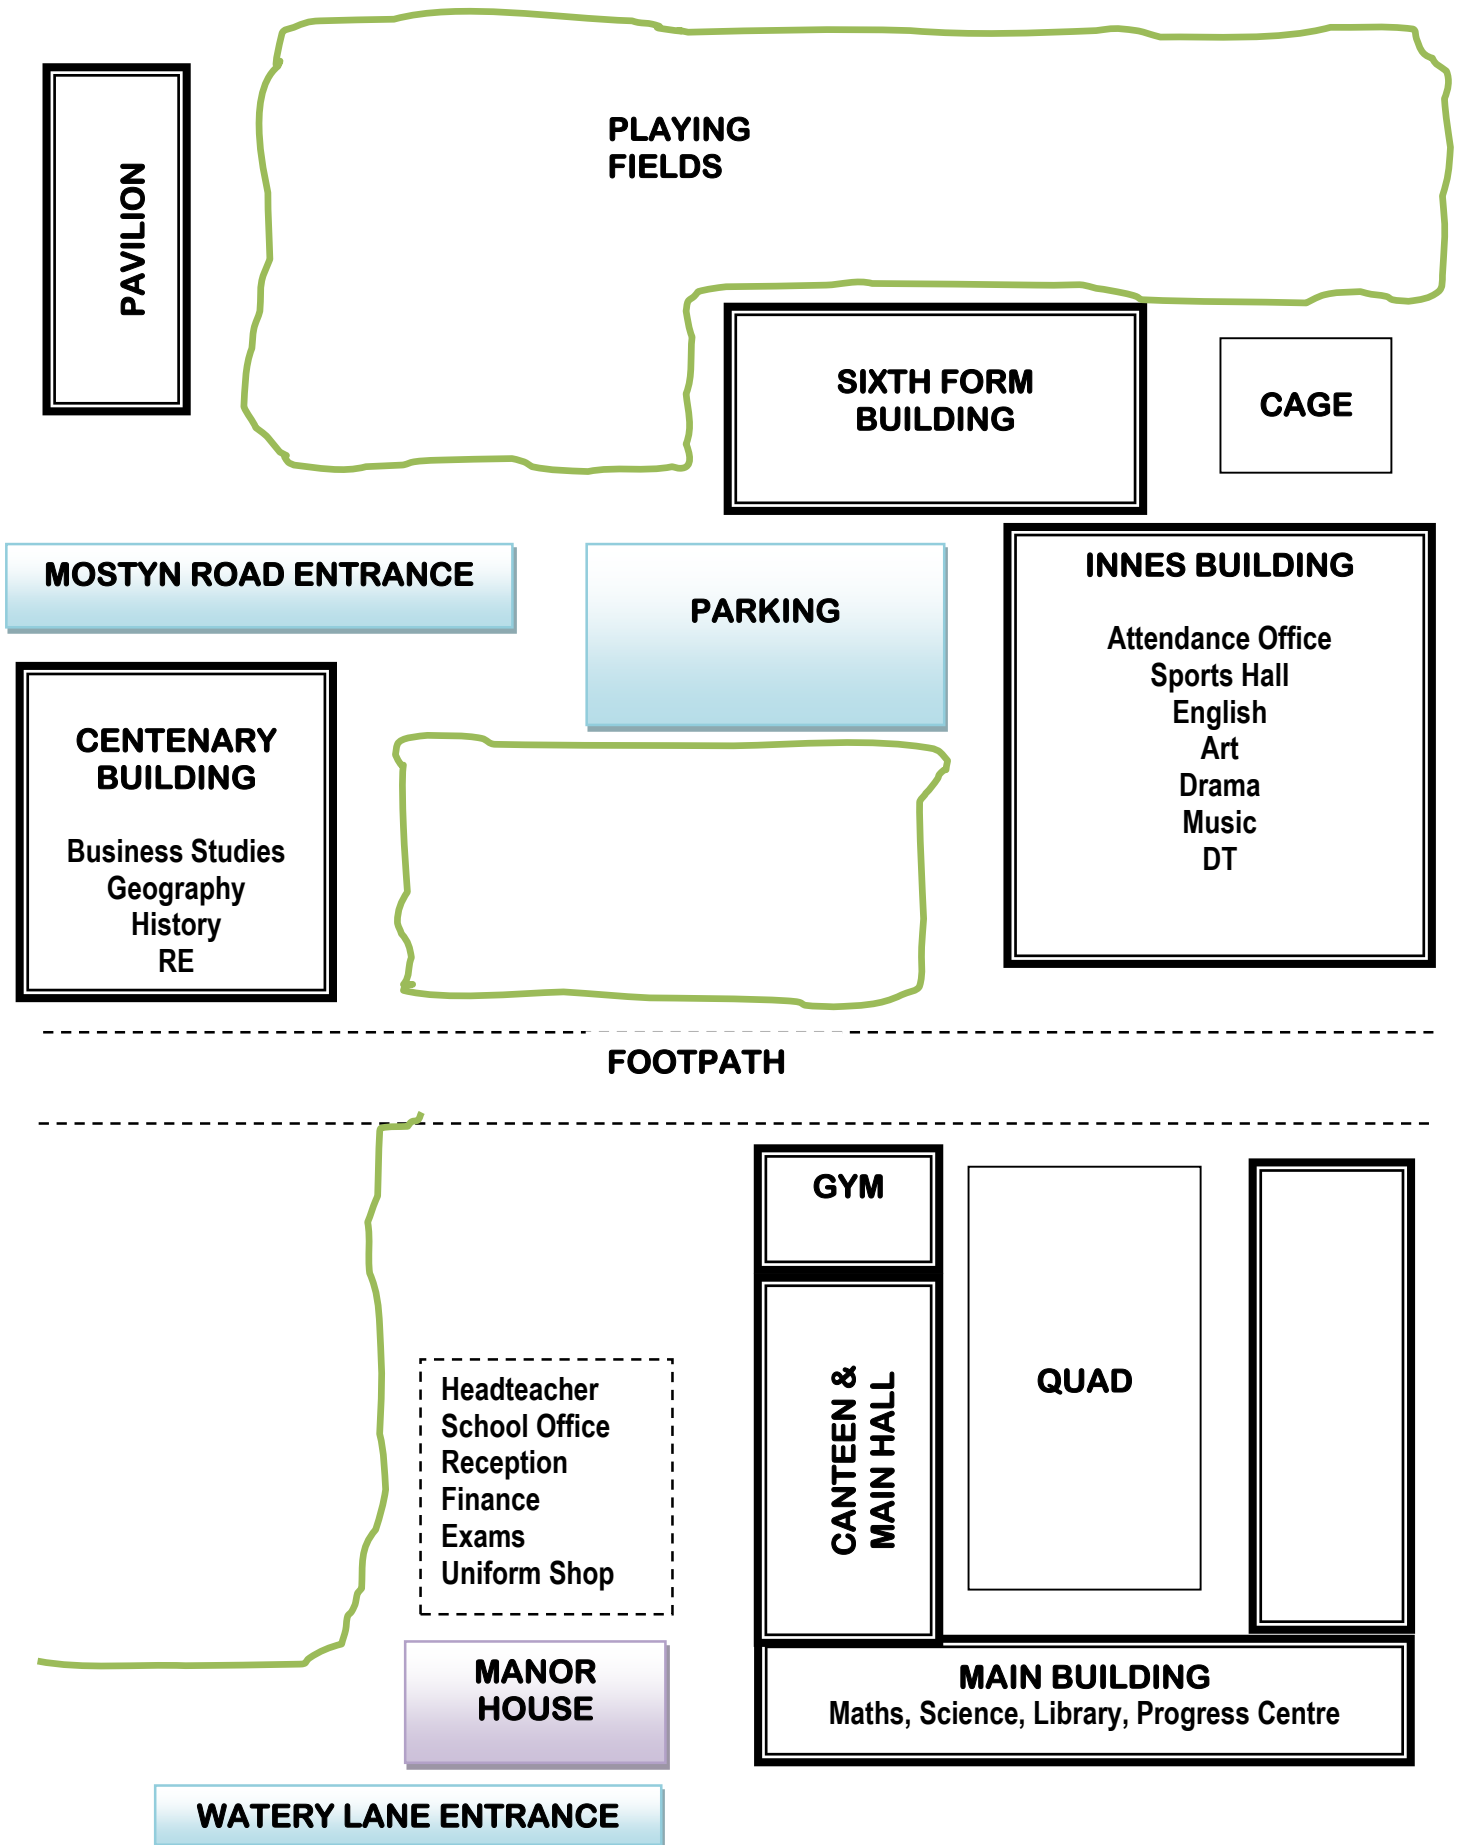 PLAYING
FIELDS
PAVILION
SIXTH FORM
BUILDING
CAGE
MOSTYN ROAD ENTRANCE
PARKING
INNES BUILDING
Attendance Office
Sports Hall
English
Art
Drama
Music
DT
CENTENARY
BUILDING
Business Studies
Geography
History
RE
FOOTPATH
GYM
CANTEEN &
MAIN HALL
QUAD
Headteacher
School Office
Reception
Finance
Exams
Uniform Shop
MANOR
HOUSE
MAIN BUILDING
Maths, Science, Library, Progress Centre
WATERY LANE ENTRANCE